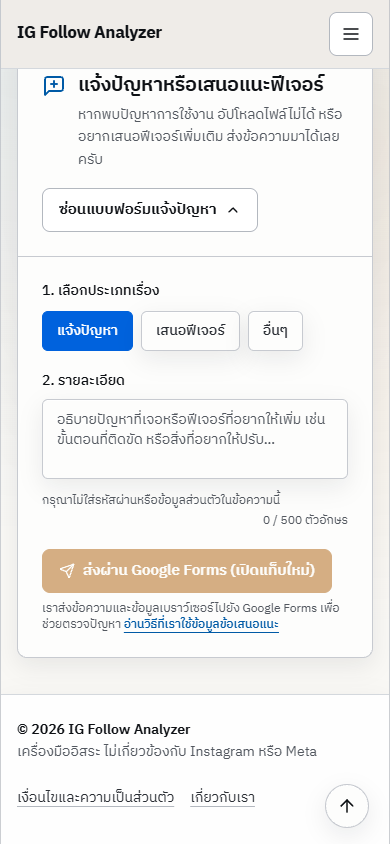 IG Follow Analyzer
แจ้งปัญหาหรือเสนอแนะฟีเจอร์
หากพบปัญหาการใช้งาน อัปโหลดไฟล์ไม่ได้ หรือ
อยากเสนอฟีเจอร์เพิ่มเติม ส่งข้อความมาได้เลย
ครับ
ซ่อนแบบฟอร์มแจ้งปัญหา
1. เลือกประเภทเรื่อง
แจ้งปัญหา
เสนอฟีเจอร์
อื่นๆ
2. รายละเอียด
อธิบายปัญหาที่เจอหรือฟีเจอร์ที่อยากให้เพิ่ม เช่น
ขั้นตอนที่ติดขัด หรือสิ่งที่อยากให้ปรับ...
กรุณาไม่ใส่รหัสผ่านหรือข้อมูลส่วนตัวในข้อความนี้
0 / 500 ตัวอักษร
ส่งผ่าน Google Forms (เปิดแท็บใหม่)
เราส่งข้อความและข้อมูลเบราว์เซอร์ไปยัง Google Forms เพื่อ
ช่วยตรวจปัญหา อ่านวิธีที่เราใช้ข้อมูลข้อเสนอแนะ
© 2026 IG Follow Analyzer
เครื่องมืออิสระ ไม่เกี่ยวข้องกับ Instagram หรือ Meta
เงื่อนไขและความเป็นส่วนตัว
เกี่ยวกับเรา